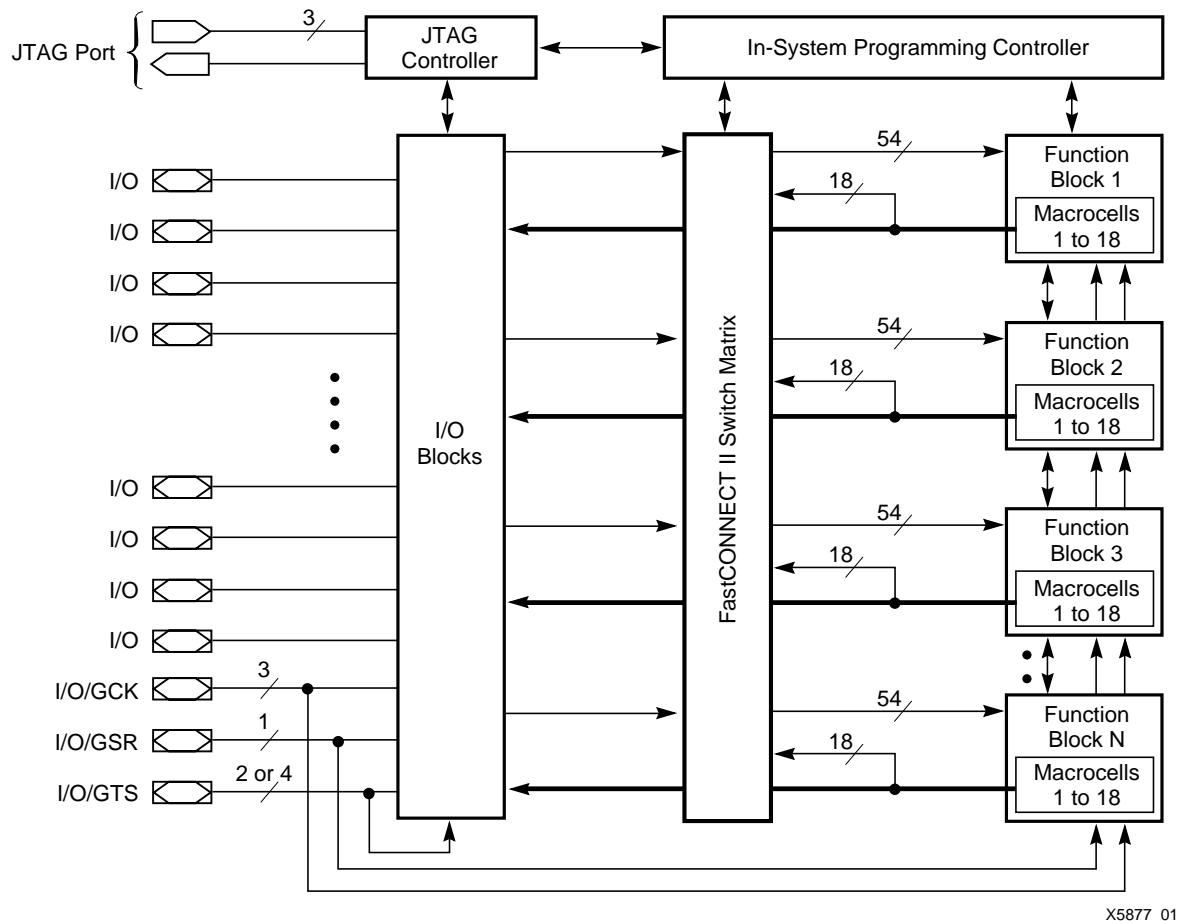 JTAG Port
3
JTAG
Controller
In-System Programming Controller
I/O
I/O
I/O
I/O
I/O
I/O
I/O
I/O
I/O/GCK
3
I/O/GSR
1
I/O/GTS
2 or 4
I/O
Blocks
FastCONNECT II Switch Matrix
54
18
Function
Block 1
Macrocells
1 to 18
54
18
Function
Block 2
Macrocells
1 to 18
54
18
Function
Block 3
Macrocells
1 to 18
54
18
Function
Block N
Macrocells
1 to 18
X5877_01